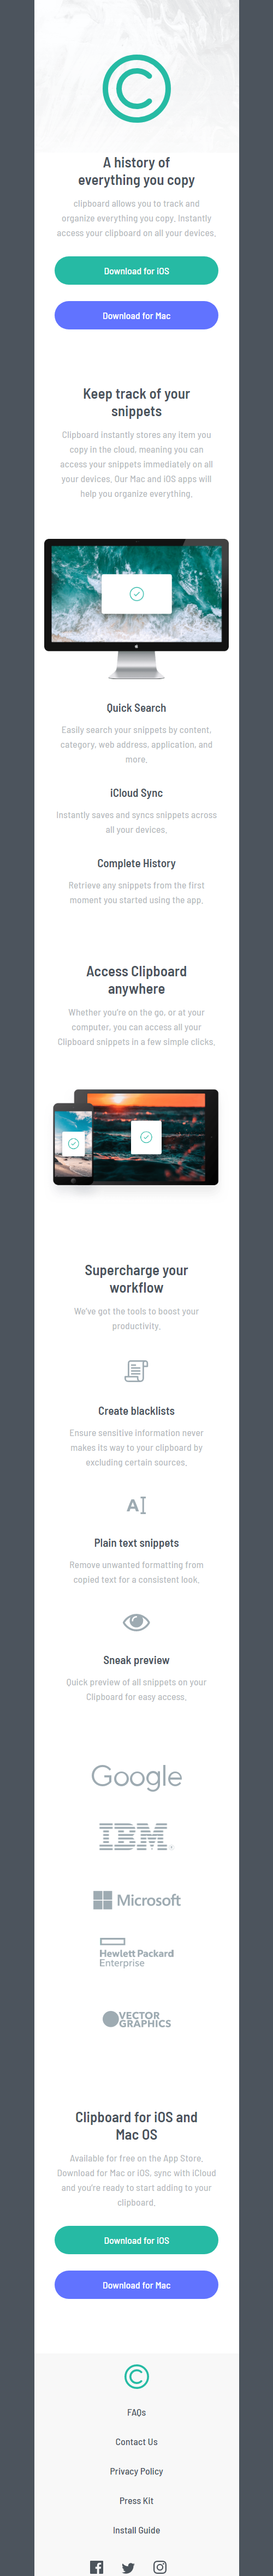 A history of
everything you copy
clipboard allows you to track and
organize everything you copy. Instantly
access your clipboard on all your devices.
Download for iOS
Download for Mac
Keep track of your
snippets
Clipboard instantly stores any item you
copy in the cloud, meaning you can
access your snippets immediately on all
your devices. Our Mac and iOS apps will
help you organize everything.
Quick Search
Easily search your snippets by content,
category, web address, application, and
more.
iCloud Sync
Instantly saves and syncs snippets across
all your devices.
Complete History
Retrieve any snippets from the first
moment you started using the app.
Access Clipboard
anywhere
Whether you're on the go, or at your
computer, you can access all your
Clipboard snippets in a few simple clicks.
Supercharge your
workflow
We've got the tools to boost your
productivity.
Create blacklists
Ensure sensitive information never
makes its way to your clipboard by
excluding certain sources.
A
Plain text snippets
Remove unwanted formatting from
copied text for a consistent look.
Sneak preview
Quick preview of all snippets on your
Clipboard for easy access.
Google
IBM
Microsoft
Hewlett Packard
Enterprise
VECTOR
GRAPHICS
Clipboard for iOS and
Mac OS
Available for free on the App Store.
Download for Mac or iOS, sync with iCloud
and you're ready to start adding to your
clipboard.
Download for iOS
Download for Mac
FAQs
Contact Us
Privacy Policy
Press Kit
Install Guide